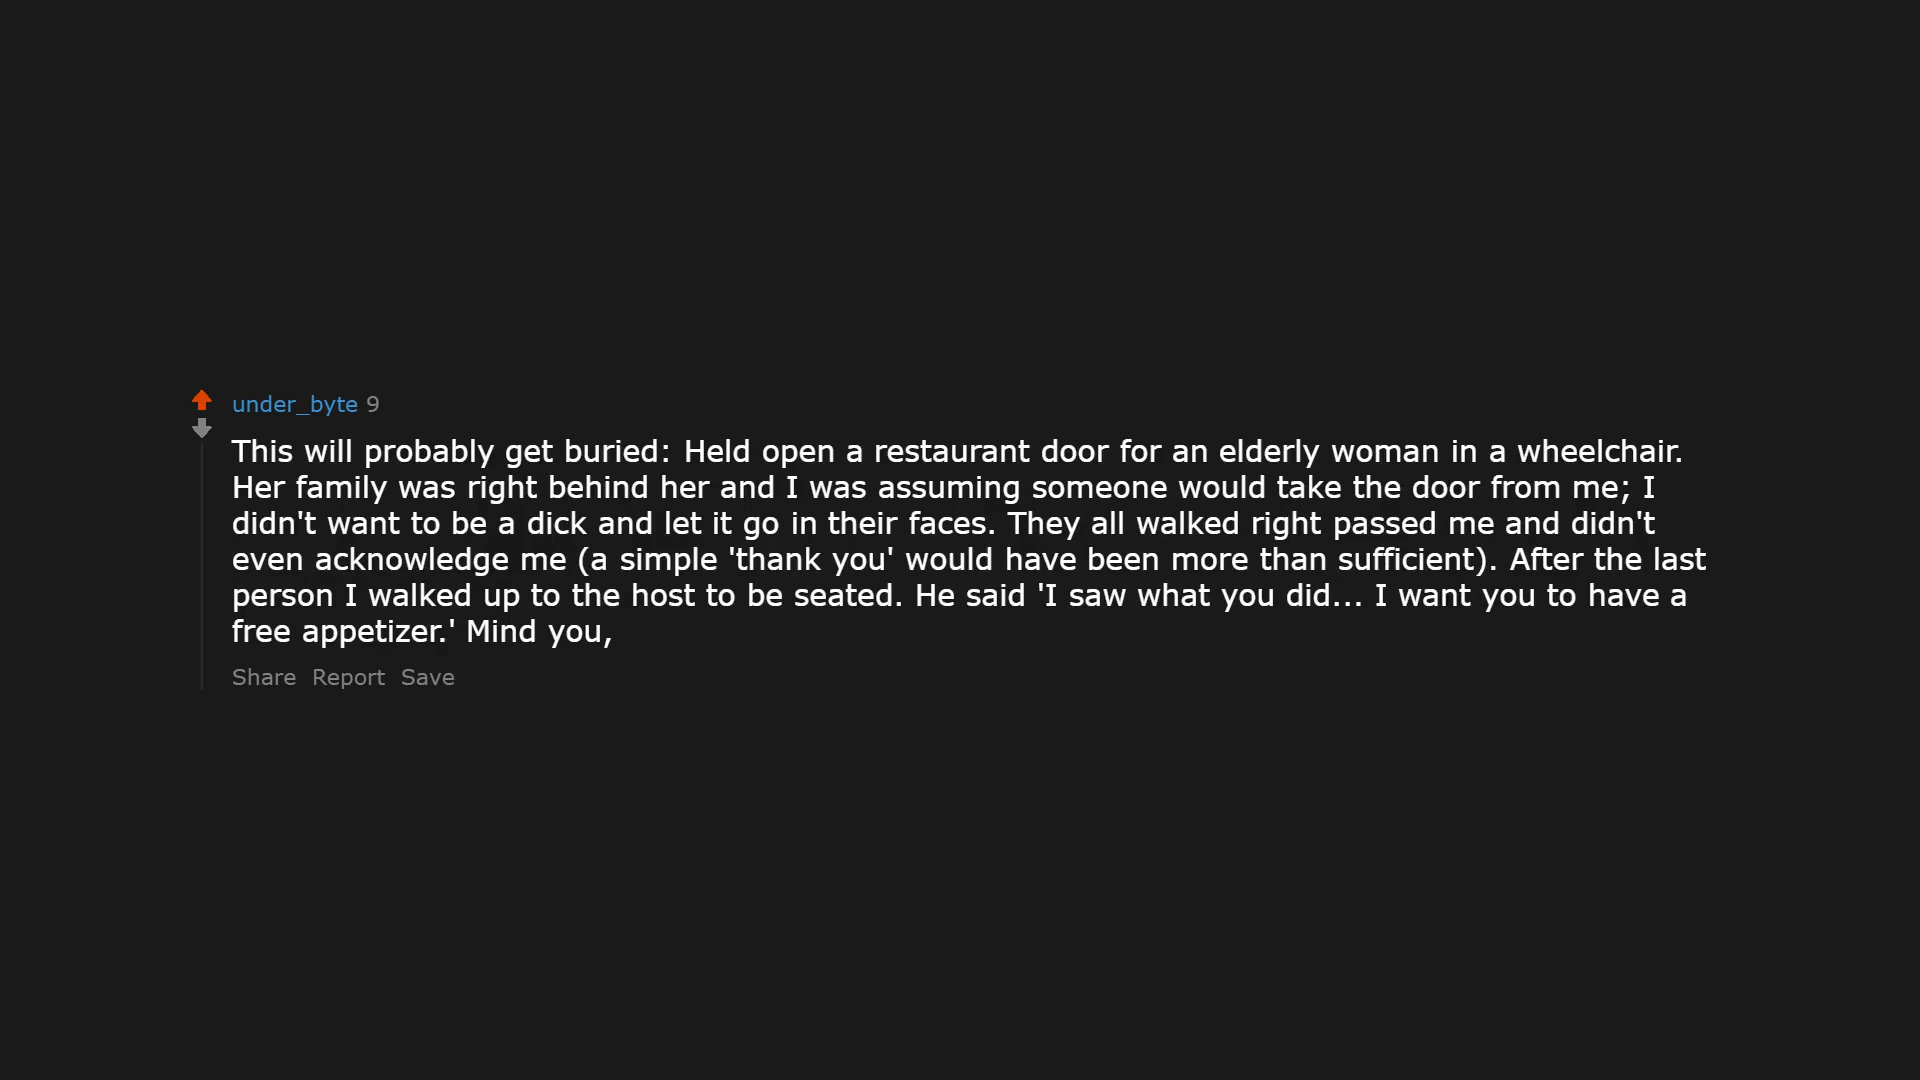 under_byte 9
This will probably get buried: Held open a restaurant door for an elderly woman in a wheelchair.
Her family was right behind her and I was assuming someone would take the door from me; I
didn't want to be a dick and let it go in their faces. They all walked right passed me and didn't
even acknowledge me (a simple 'thank you' would have been more than sufficient). After the last
person I walked up to the host to be seated. He said 'I saw what you did... I want you to have a
free appetizer.' Mind you,
Share Report Save